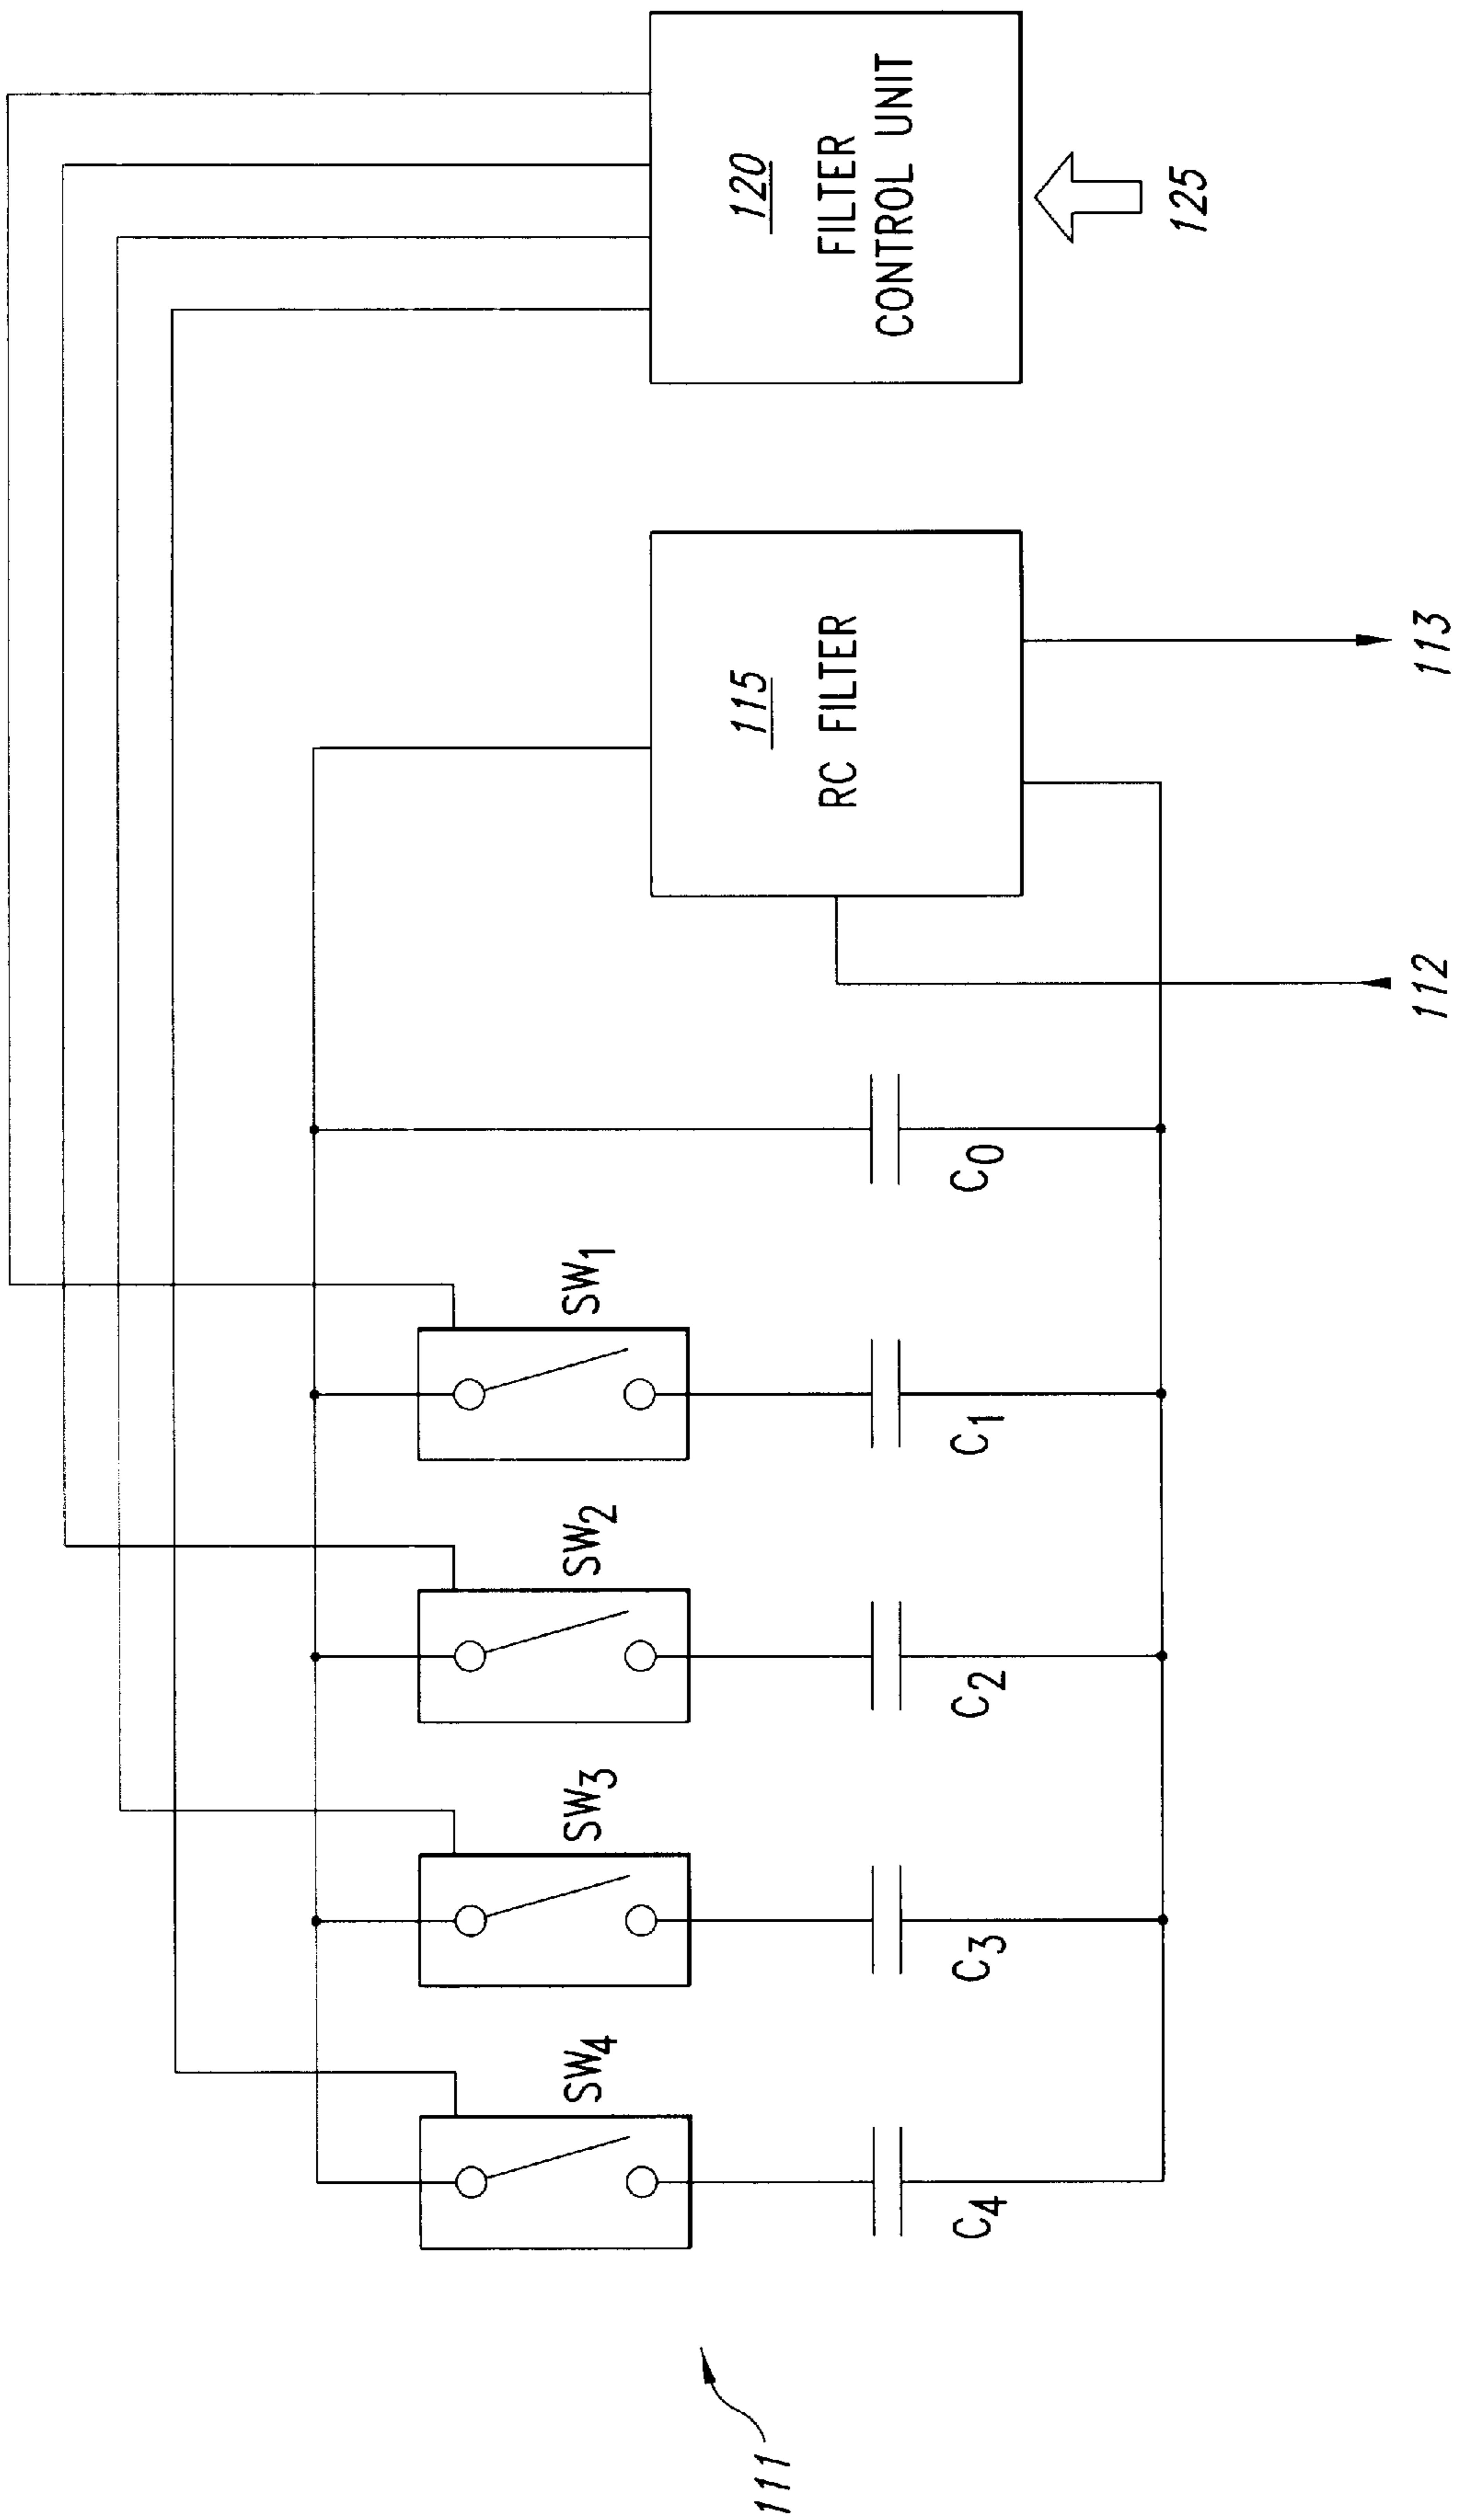 111
SW4
SW3
SW2
SW1
C4
C3
C2
C1
C0
115
RC FILTER
120
FILTER
CONTROL UNIT
125
112
113